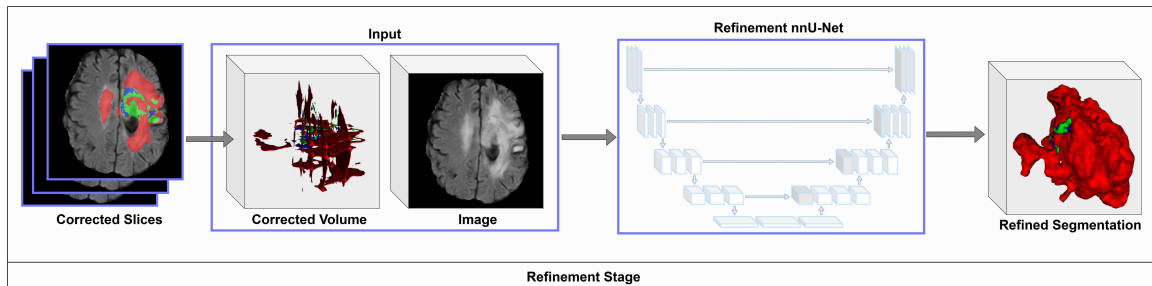 Input
Refinement nnU-Net
Corrected Slices
Corrected Volume
Image
Refined Segmentation
Refinement Stage